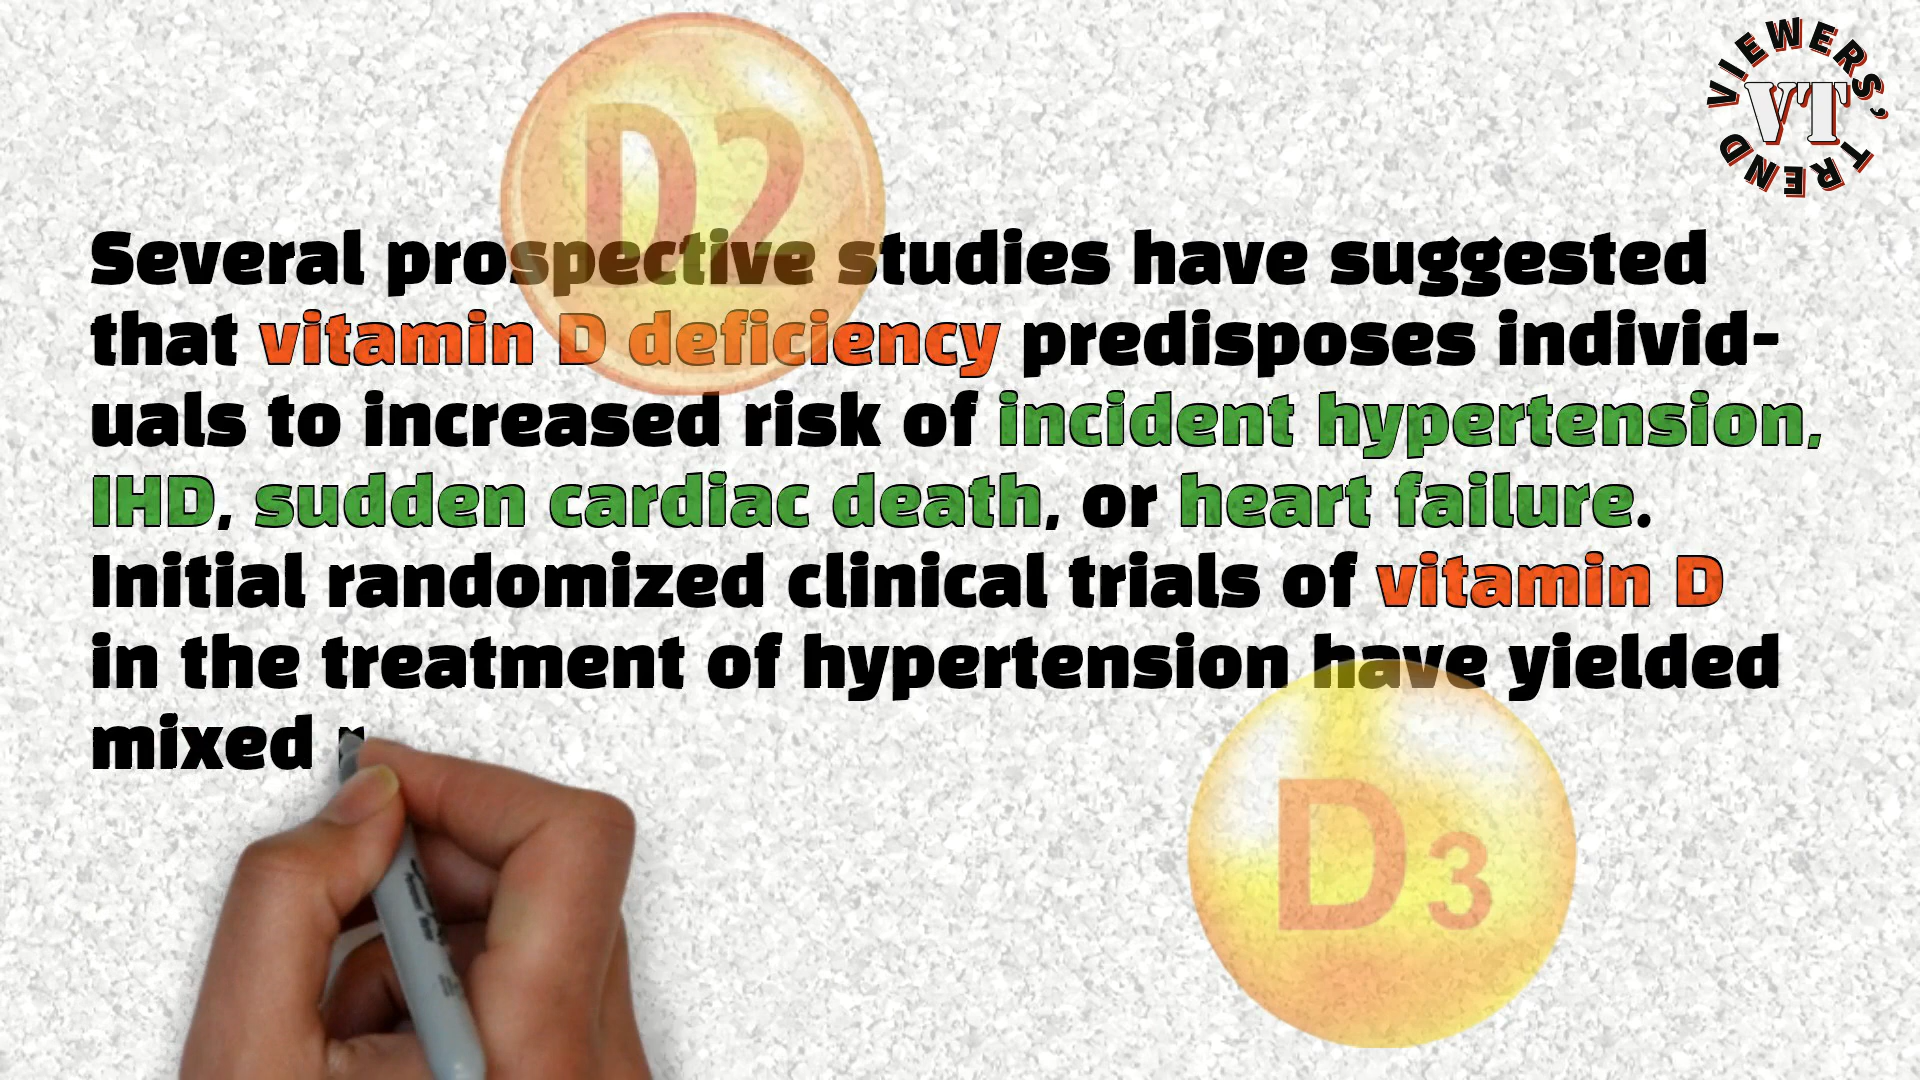 VIEWERS' TREND
VT
D2
Several prospective studies have suggested
that vitamin D deficiency predisposes individ-
uals to increased risk of incident hypertension,
IHD, sudden cardiac death, or heart failure.
Initial randomized clinical trials of vitamin D
in the treatment of hypertension have yielded
mixed
D3